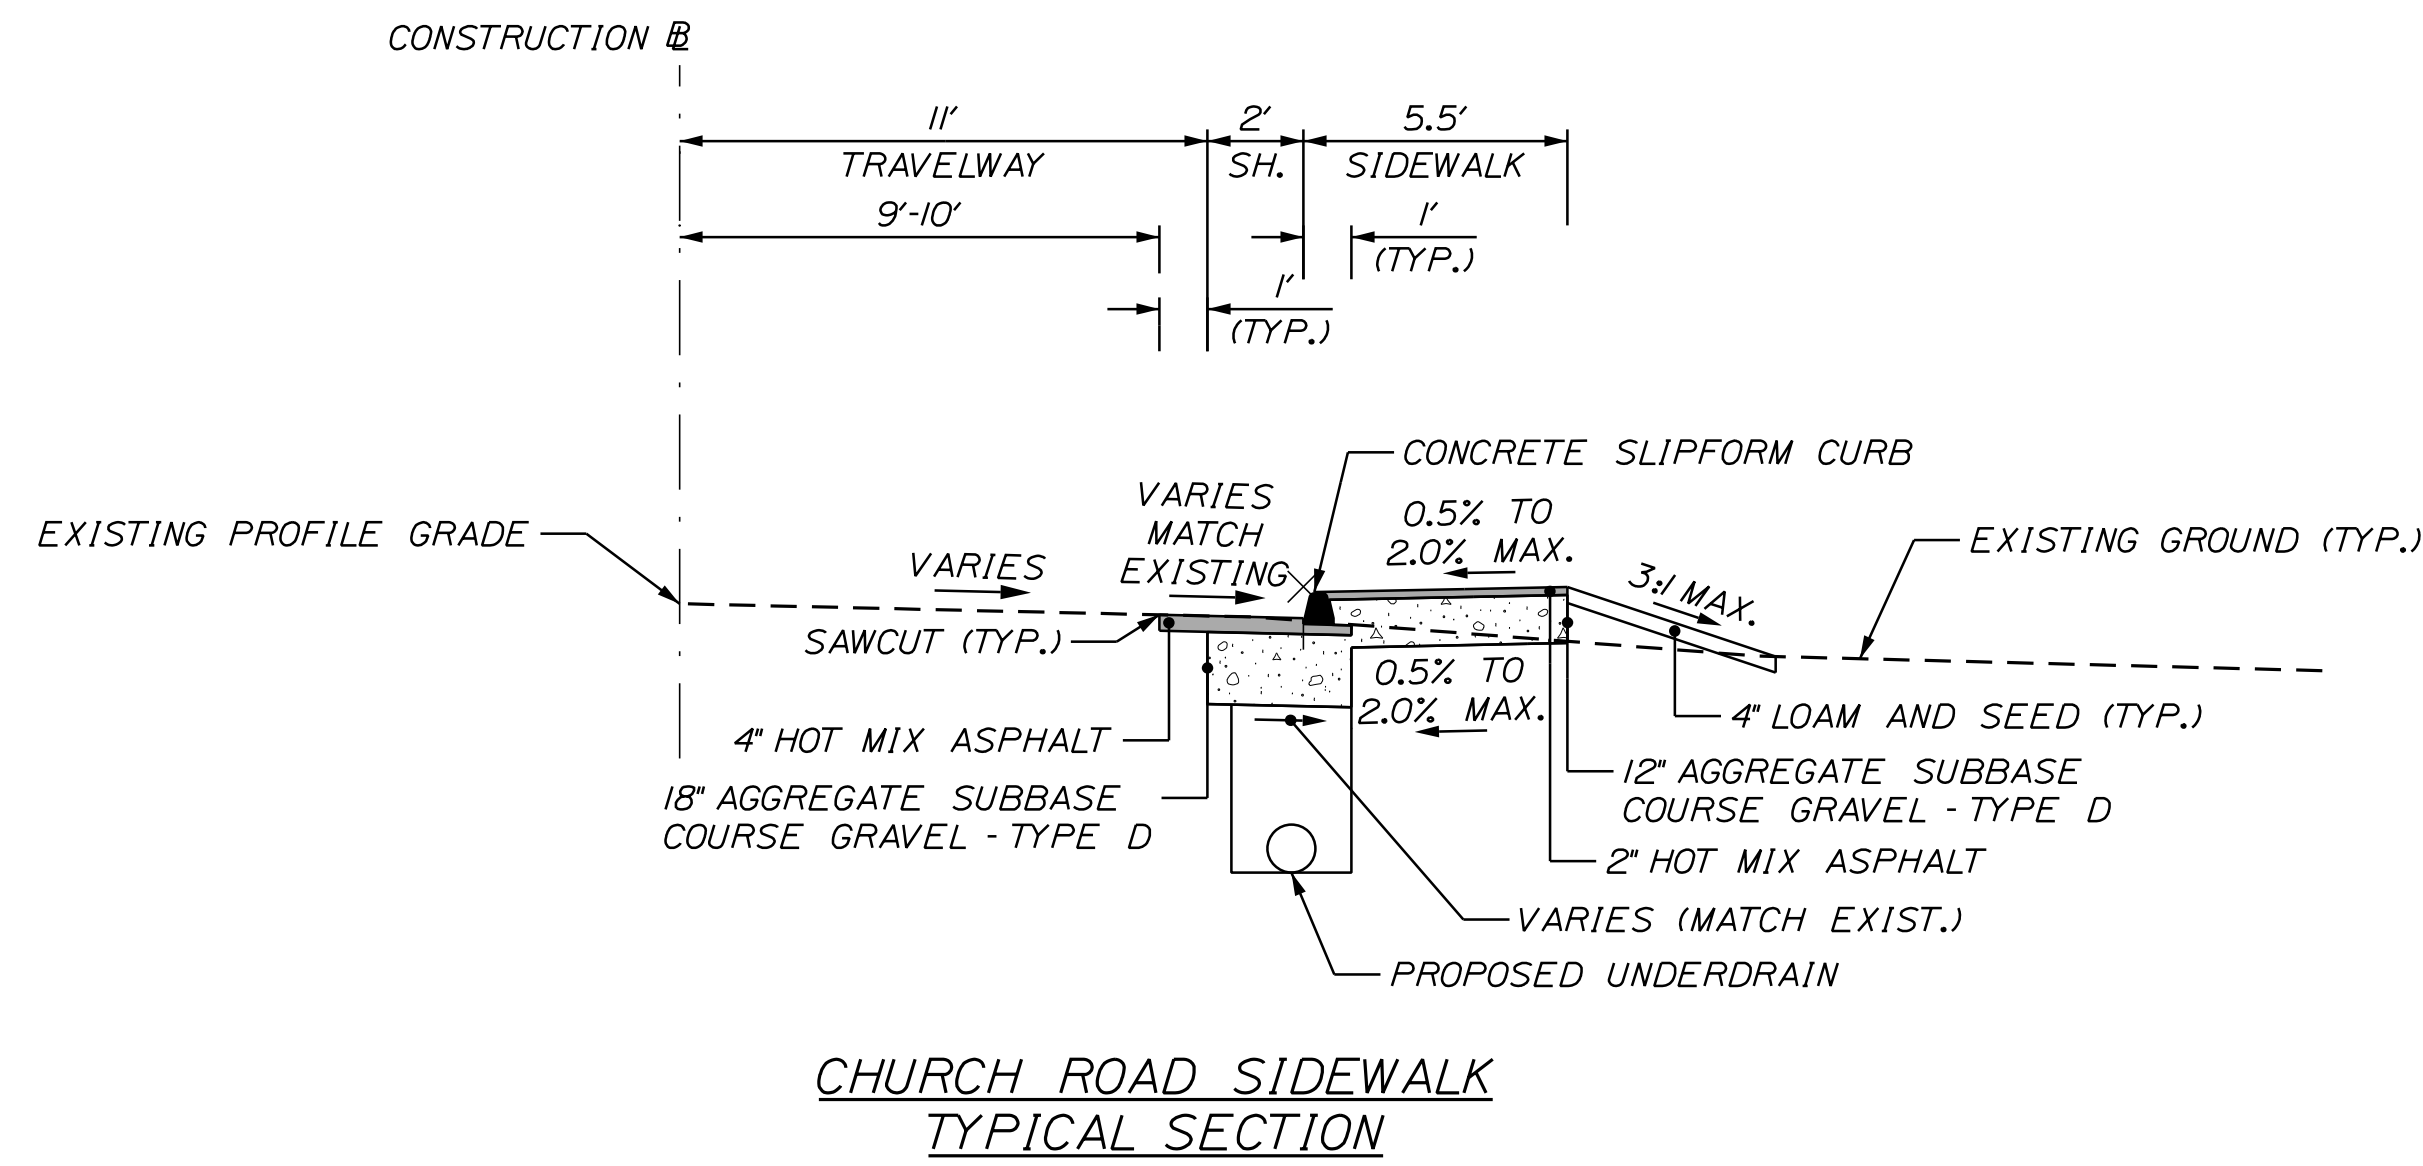 CONSTRUCTION BL
11'
2'
5.5'
TRAVELWAY
SH.
SIDEWALK
9'-10'
1'
(TYP.)
1'
(TYP.)
CONCRETE SLIPFORM CURB
VARIES
MATCH
EXISTING
0.5% TO
2.0% MAX.
EXISTING PROFILE GRADE
EXISTING GROUND (TYP.)
VARIES
3:1 MAX.
SAWCUT (TYP.)
0.5% TO
2.0% MAX.
4" LOAM AND SEED (TYP.)
4" HOT MIX ASPHALT
12" AGGREGATE SUBBASE
COURSE GRAVEL - TYPE D
18" AGGREGATE SUBBASE
COURSE GRAVEL - TYPE D
2" HOT MIX ASPHALT
VARIES (MATCH EXIST.)
PROPOSED UNDERDRAIN
CHURCH ROAD SIDEWALK
TYPICAL SECTION